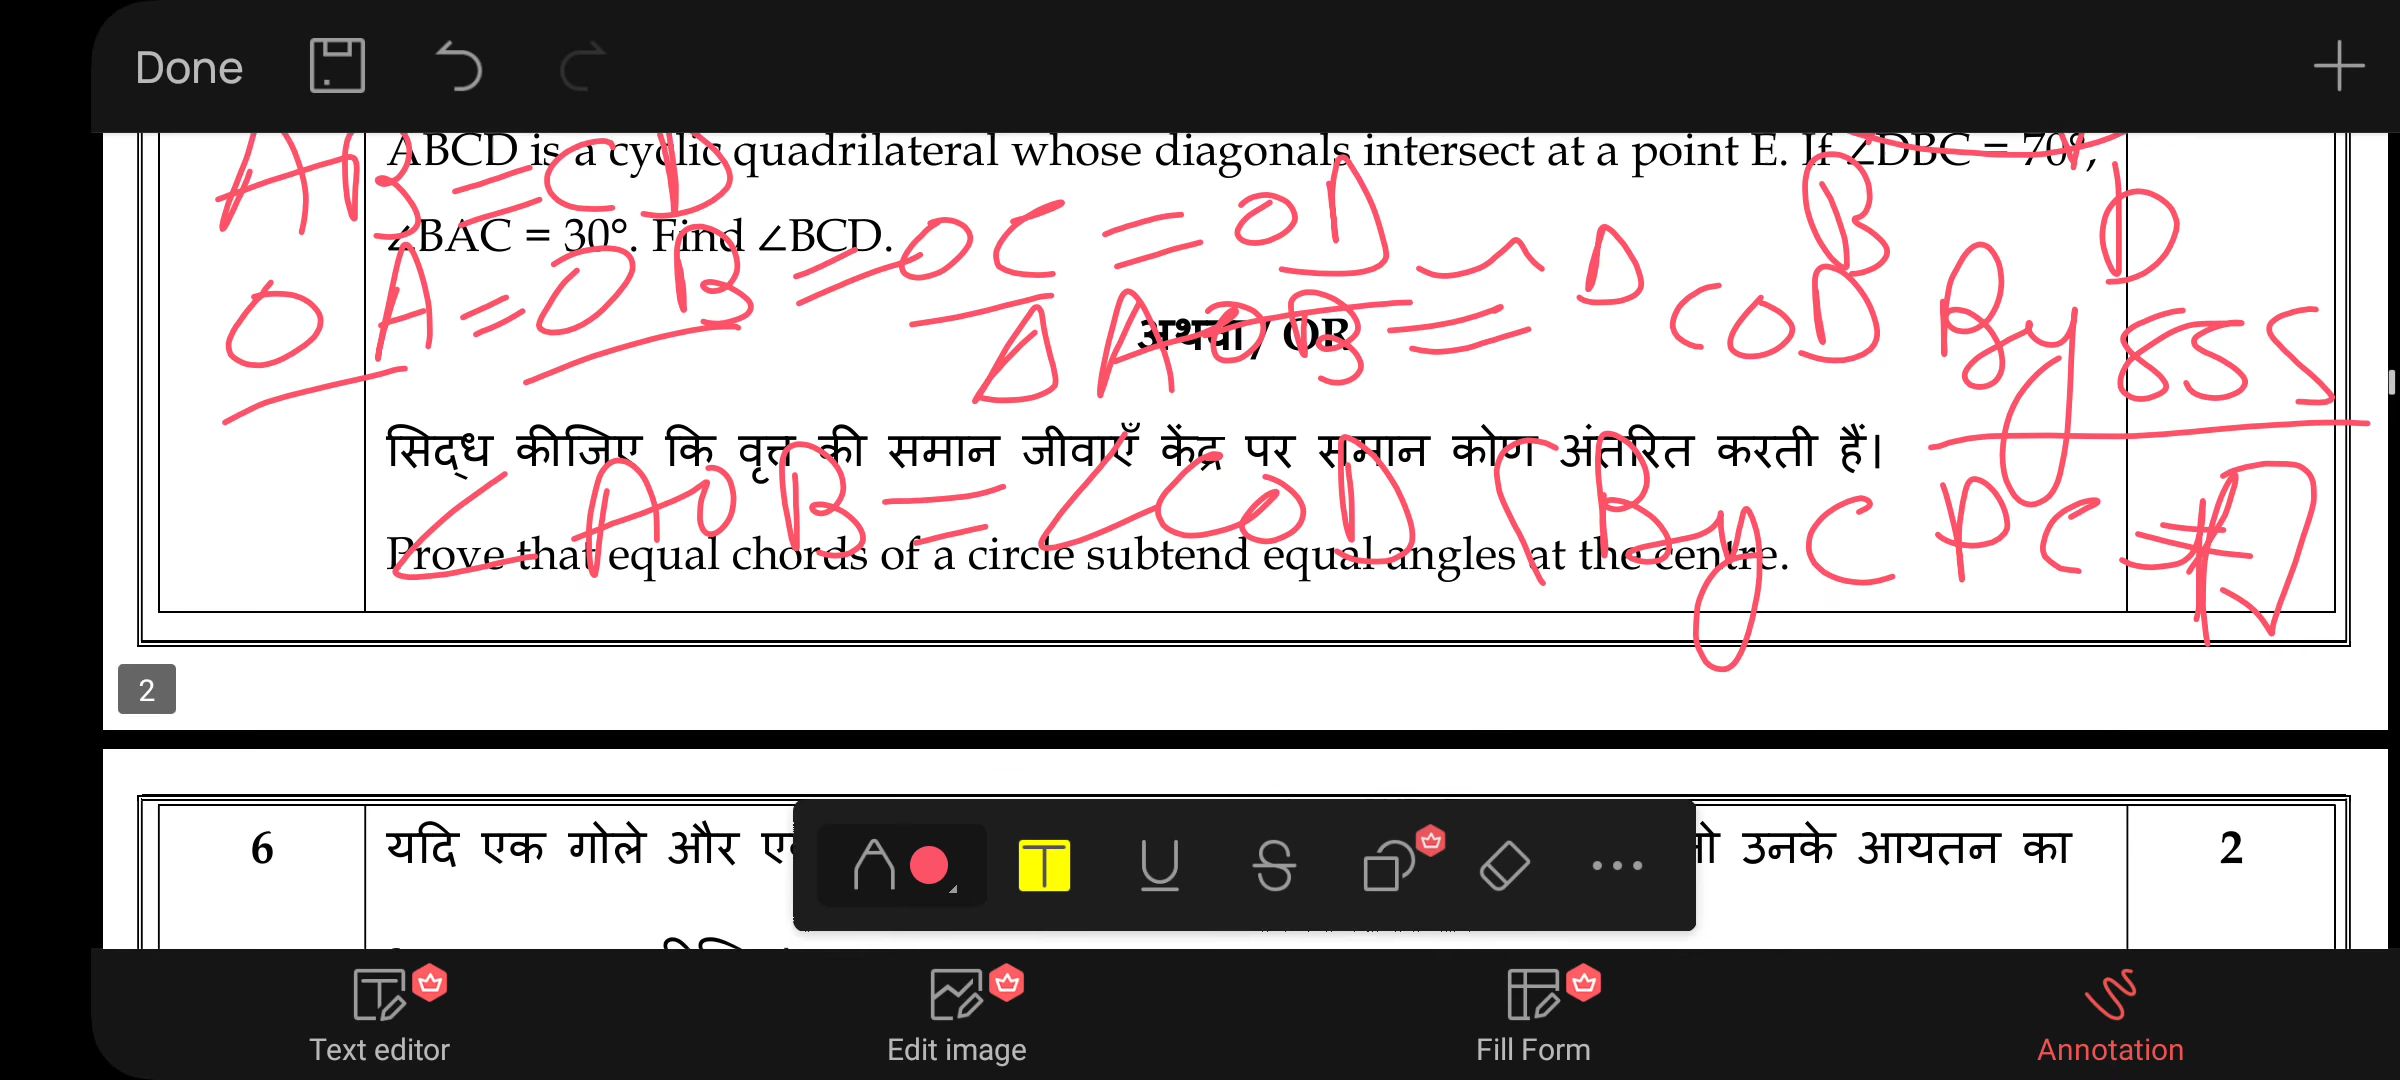 Done
ABCD is a cyclic quadrilateral whose diagonals intersect at a point E. If ∠DBC = 70°,
∠BAC = 30°. Find ∠BCD.
AB = CD
OA = OB = OC = OD
B
D
अथवा/ OR
△AOB ≅ △COD By SSS
सिद्ध कीजिए कि वृत्त की समान जीवाएँ केंद्र पर समान कोण अंतरित करती हैं।
∠AOB = ∠COD By CPC
Prove that equal chords of a circle subtend equal angles at the centre.
2
6 यदि एक गोले और उनके आयतन का 2
Text editor
Edit image
Fill Form
Annotation